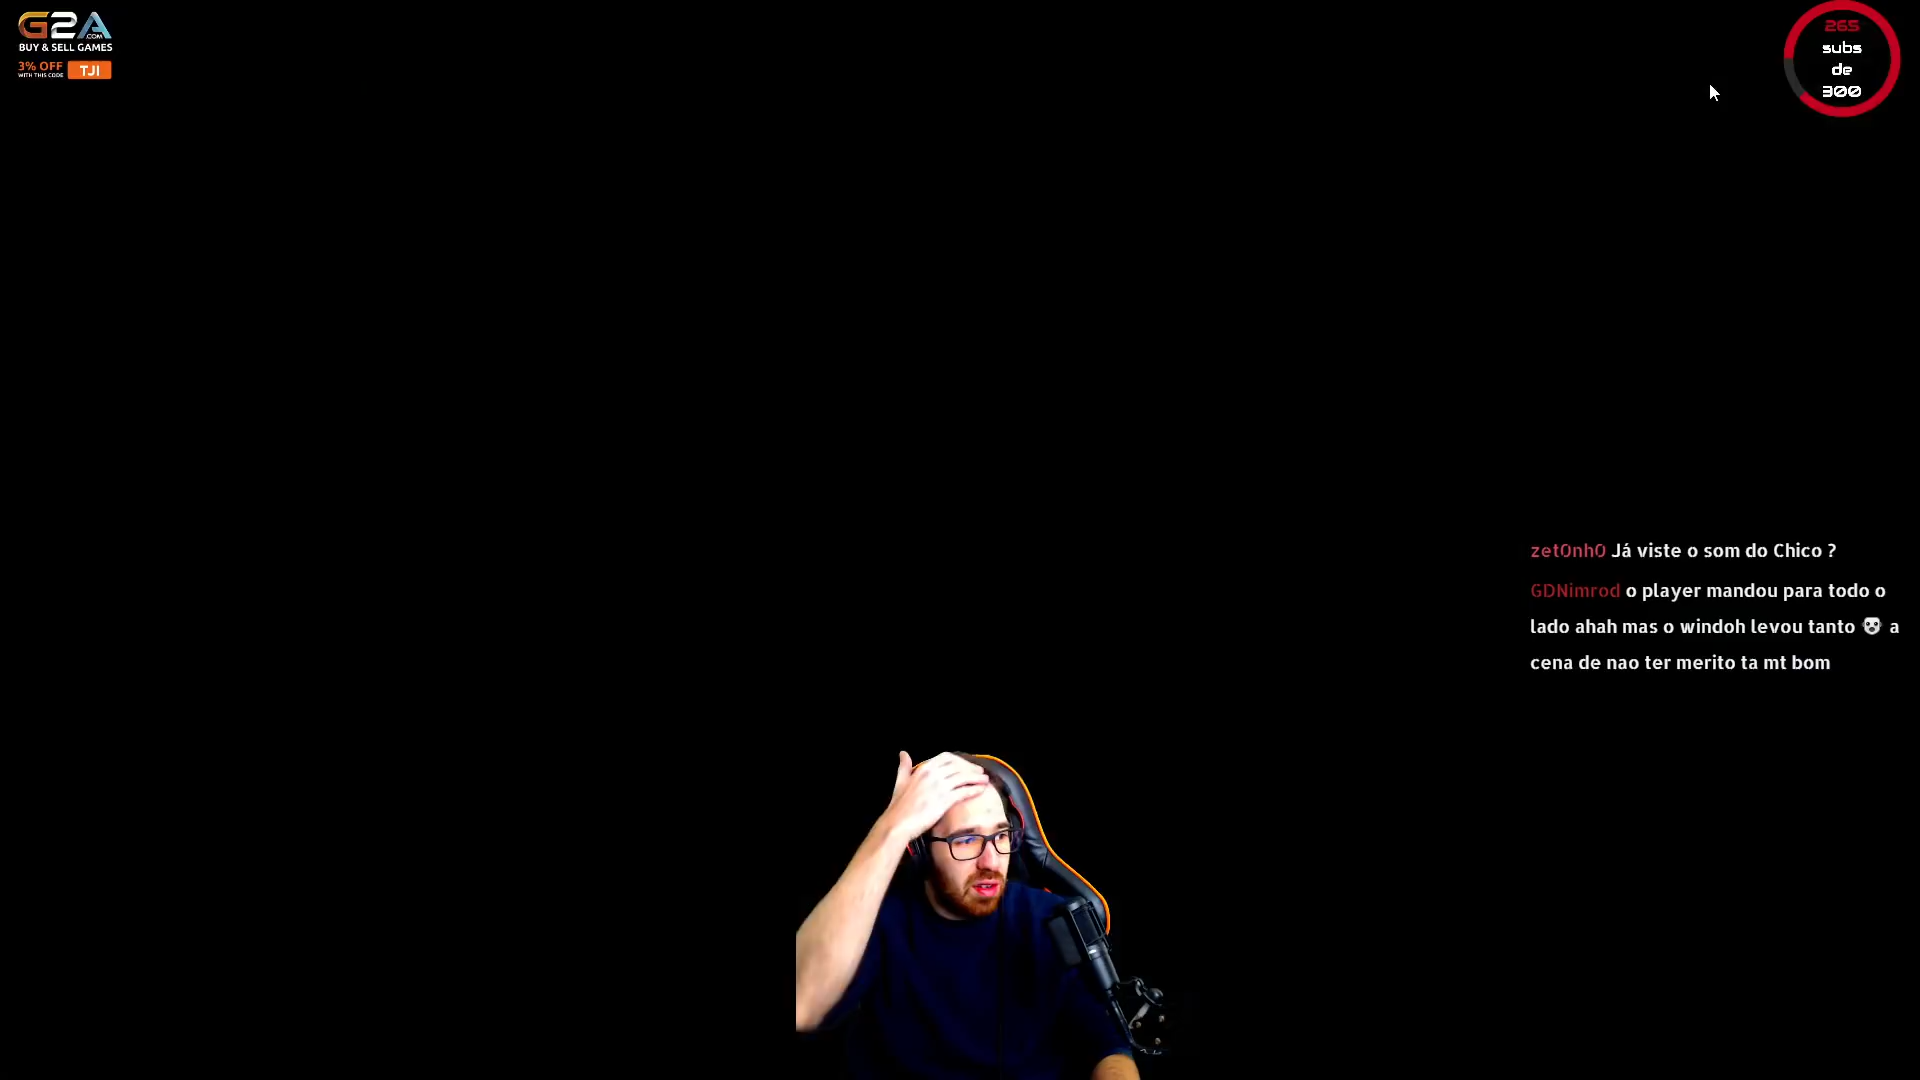 G2A
.COM
BUY & SELL GAMES
3% OFF
WITH THIS CODE
TJI
265
subs
de
300
zet0nh0 Já viste o som do Chico ?
GDNimrod o player mandou para todo o
lado ahah mas o windoh levou tanto 💀 a
cena de nao ter merito ta mt bom